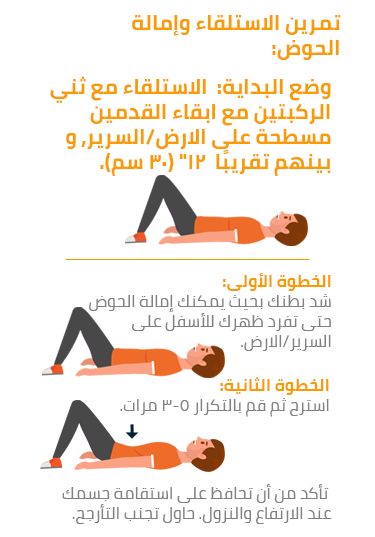 تمرين الاستلقاء وإمالة
الحوض:
وضع البداية: الاستلقاء مع ثني
الركبتين مع ابقاء القدمين
مسطحة على الارض/السرير, و
بينهم تقريبًا ١٢" (٣٠ سم).
الخطوة الأولى:
شد بطنك بحيث يمكنك إمالة الحوض
حتى تفرد ظهرك للأسفل على
السرير/الارض.
الخطوة الثانية:
استرح ثم قم بالتكرار ٥-٣ مرات.
تأكد من أن تحافظ على استقامة جسمك
عند الارتفاع والنزول. حاول تجنب التأرجح.